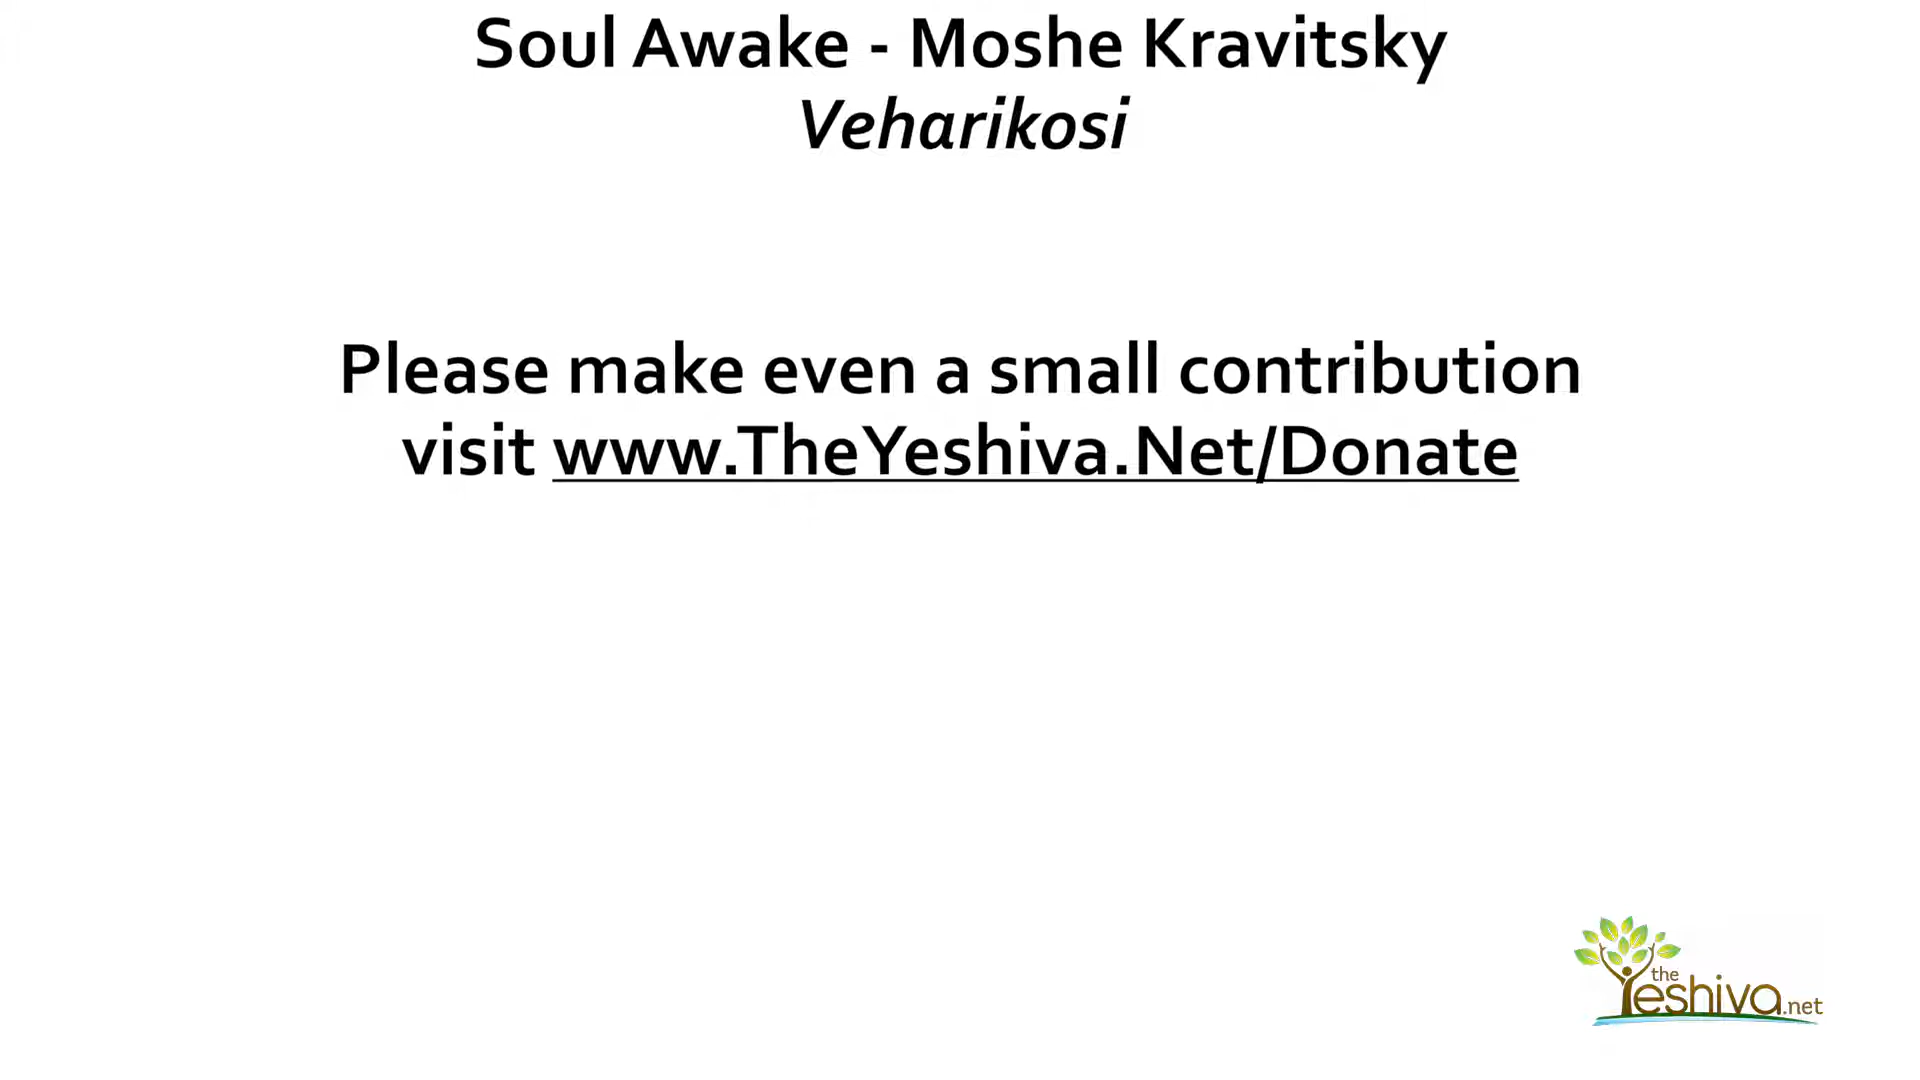 Soul Awake - Moshe Kravitsky
Veharikosi
Please make even a small contribution
visit www.TheYeshiva.Net/Donate
the
Yeshiva.net